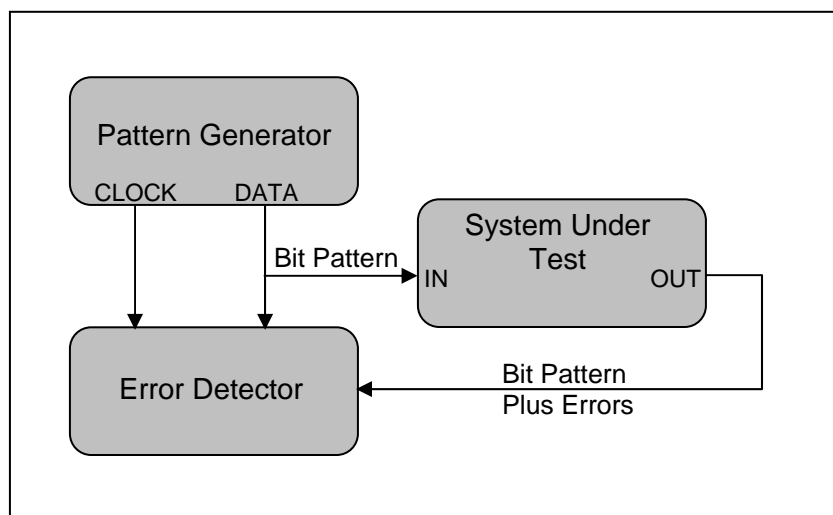 Pattern Generator
CLOCK
DATA
System Under
Test
Bit Pattern
IN
OUT
Error Detector
Bit Pattern
Plus Errors